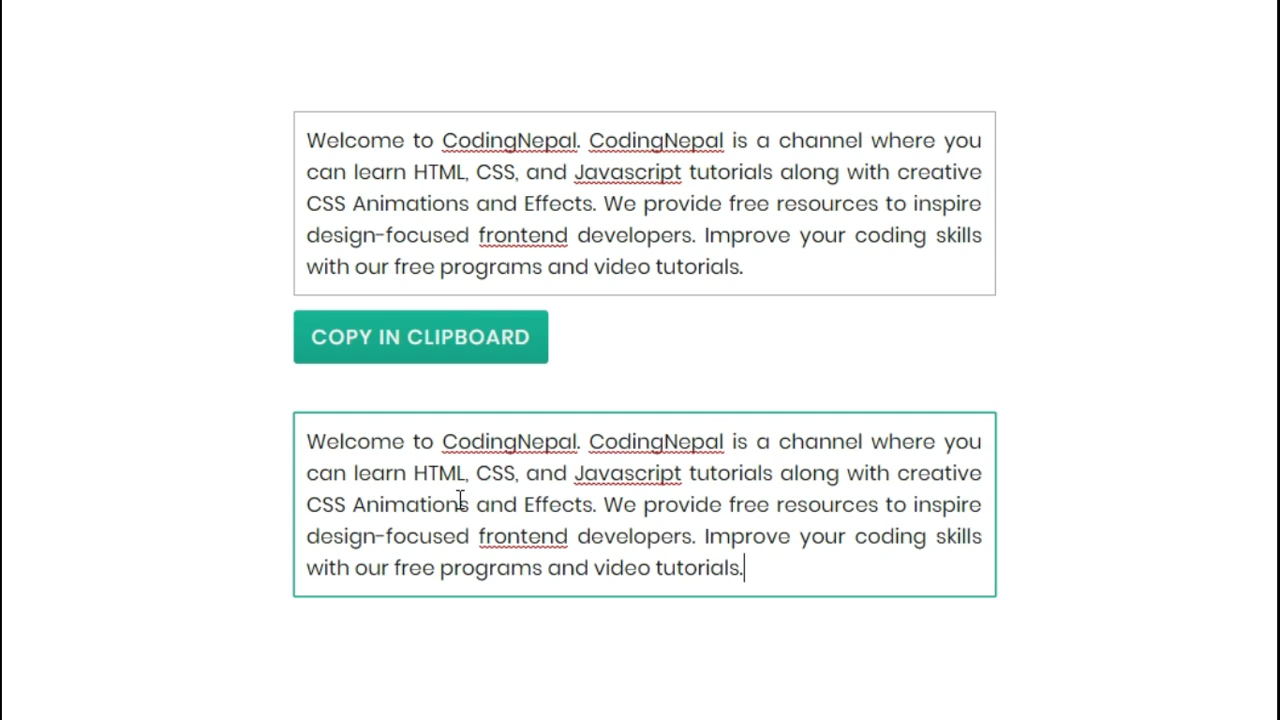 Welcome to CodingNepal. CodingNepal is a channel where you
can learn HTML, CSS, and Javascript tutorials along with creative
CSS Animations and Effects. We provide free resources to inspire
design-focused frontend developers. Improve your coding skills
with our free programs and video tutorials.
COPY IN CLIPBOARD
Welcome to CodingNepal. CodingNepal is a channel where you
can learn HTML, CSS, and Javascript tutorials along with creative
CSS Animations and Effects. We provide free resources to inspire
design-focused frontend developers. Improve your coding skills
with our free programs and video tutorials.